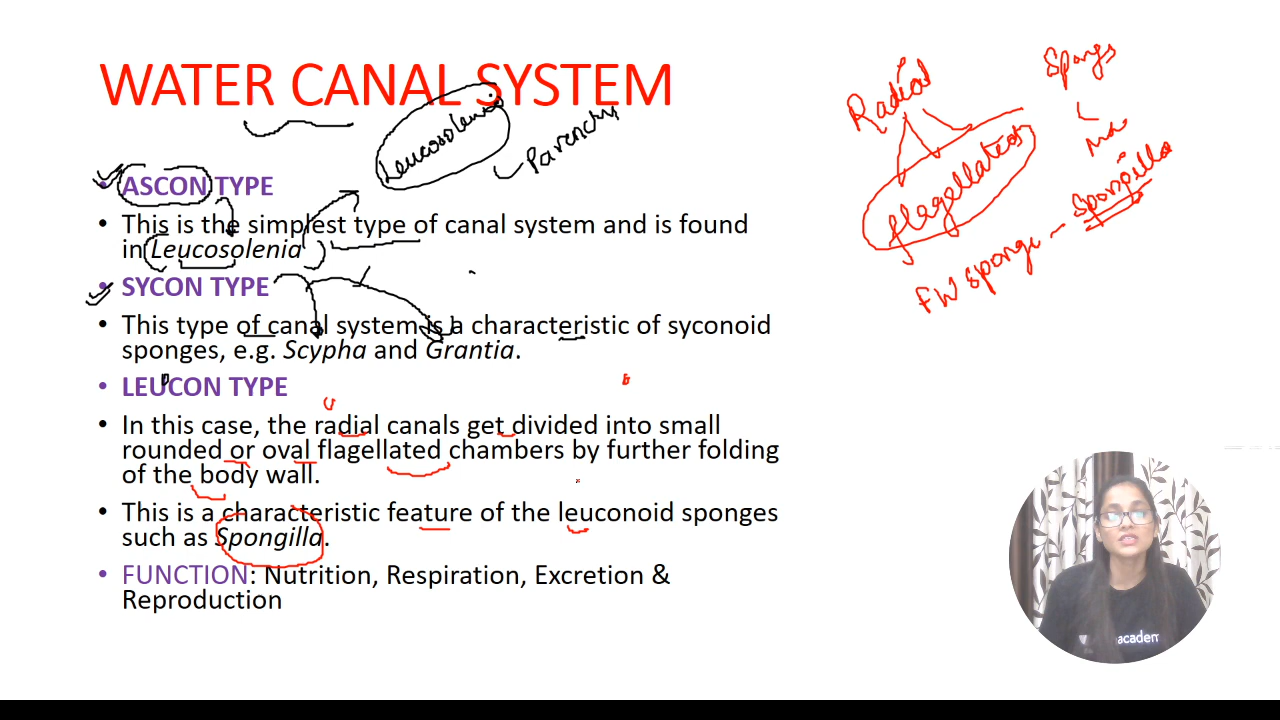 WATER CANAL SYSTEM
Leucosolenia
Parenchy
• ASCON TYPE
• This is the simplest type of canal system and is found
in Leucosolenia
• SYCON TYPE
• This type of canal system is a characteristic of syconoid
sponges, e.g. Scypha and Grantia.
• LEUCON TYPE
• In this case, the radial canals get divided into small
rounded or oval flagellated chambers by further folding
of the body wall.
• This is a characteristic feature of the leuconoid sponges
such as Spongilla.
• FUNCTION: Nutrition, Respiration, Excretion &
Reproduction
Radial
flagellated
Spongs
Spongilla
FW sponge -
academ